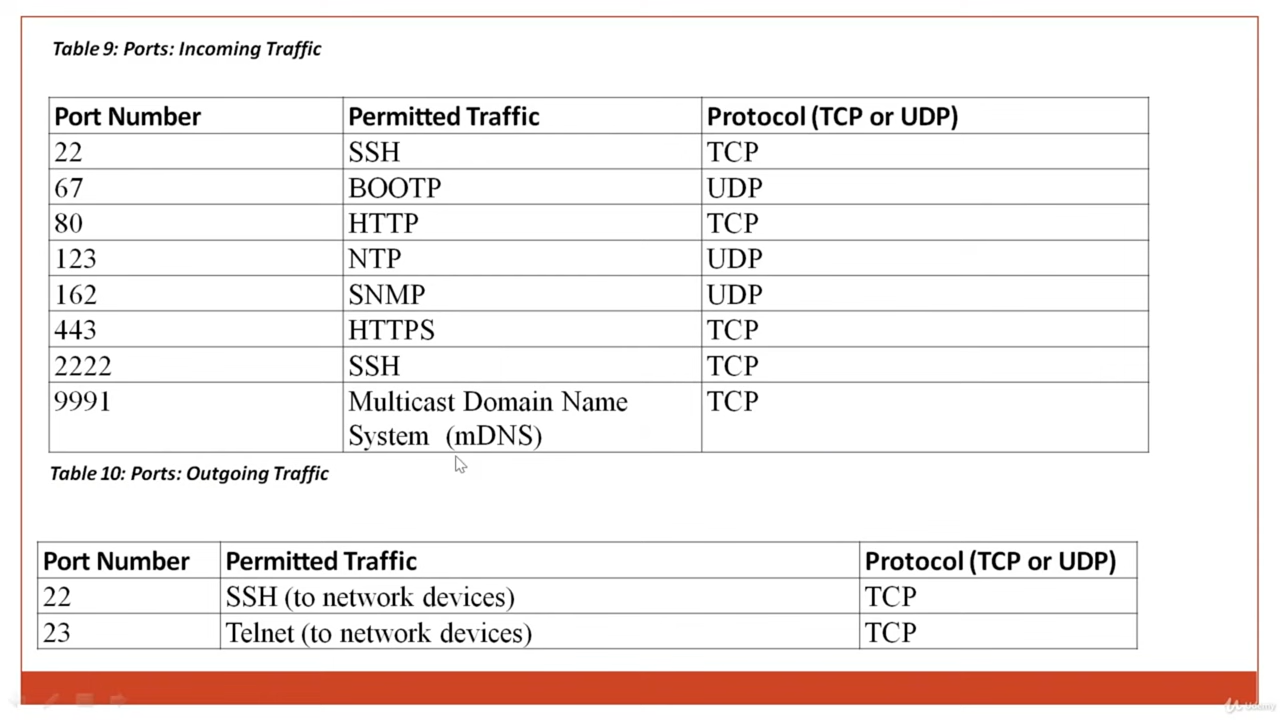 Table 9: Ports: Incoming Traffic
Port Number Permitted Traffic Protocol (TCP or UDP)
22 SSH TCP
67 BOOTP UDP
80 HTTP TCP
123 NTP UDP
162 SNMP UDP
443 HTTPS TCP
2222 SSH TCP
9991 Multicast Domain Name TCP
System (mDNS)
Table 10: Ports: Outgoing Traffic
Port Number Permitted Traffic Protocol (TCP or UDP)
22 SSH (to network devices) TCP
23 Telnet (to network devices) TCP
Udemy